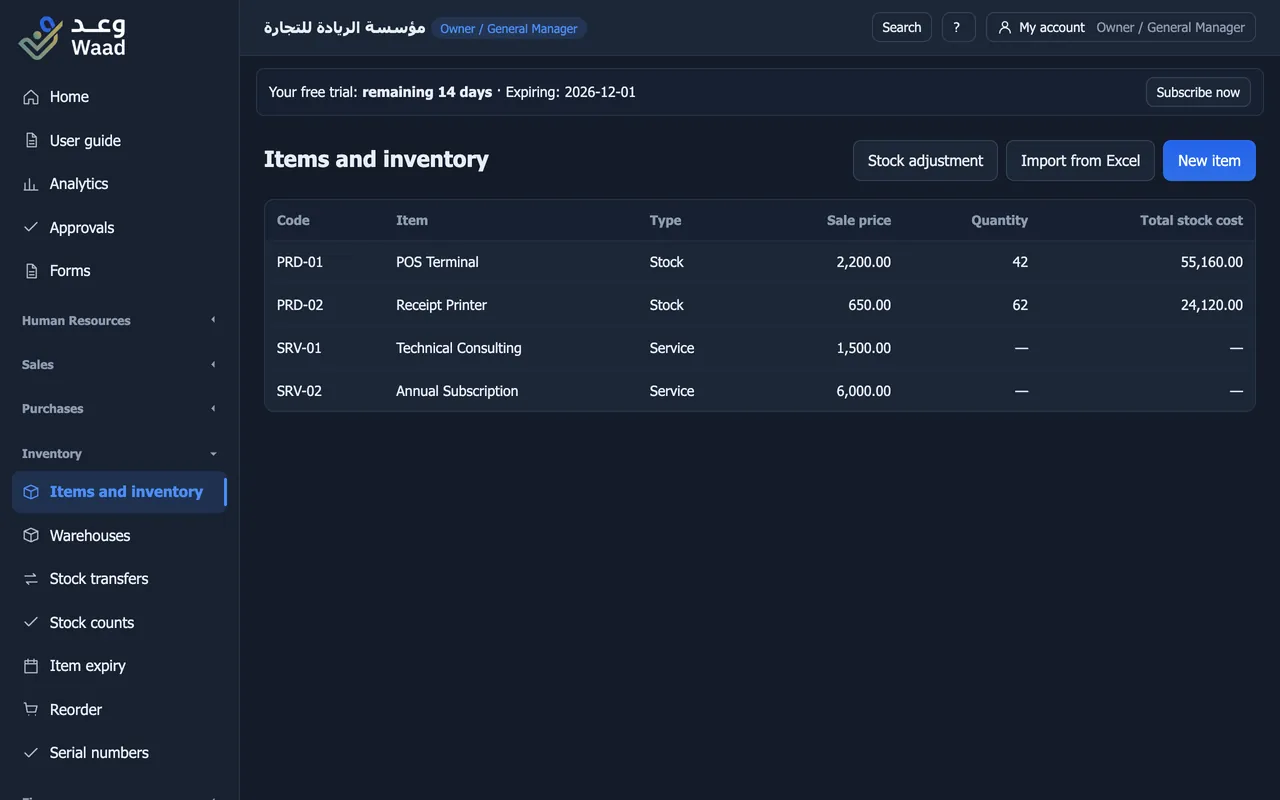 وعد
Waad
Home
User guide
Analytics
Approvals
Forms
Human Resources
Sales
Purchases
Inventory
Items and inventory
Warehouses
Stock transfers
Stock counts
Item expiry
Reorder
Serial numbers
مؤسسة الريادة للتجارة Owner / General Manager
Search ? My account Owner / General Manager
Your free trial: remaining 14 days · Expiring: 2026-12-01 Subscribe now
Items and inventory Stock adjustment Import from Excel New item
Code Item Type Sale price Quantity Total stock cost
PRD-01 POS Terminal Stock 2,200.00 42 55,160.00
PRD-02 Receipt Printer Stock 650.00 62 24,120.00
SRV-01 Technical Consulting Service 1,500.00 — —
SRV-02 Annual Subscription Service 6,000.00 — —